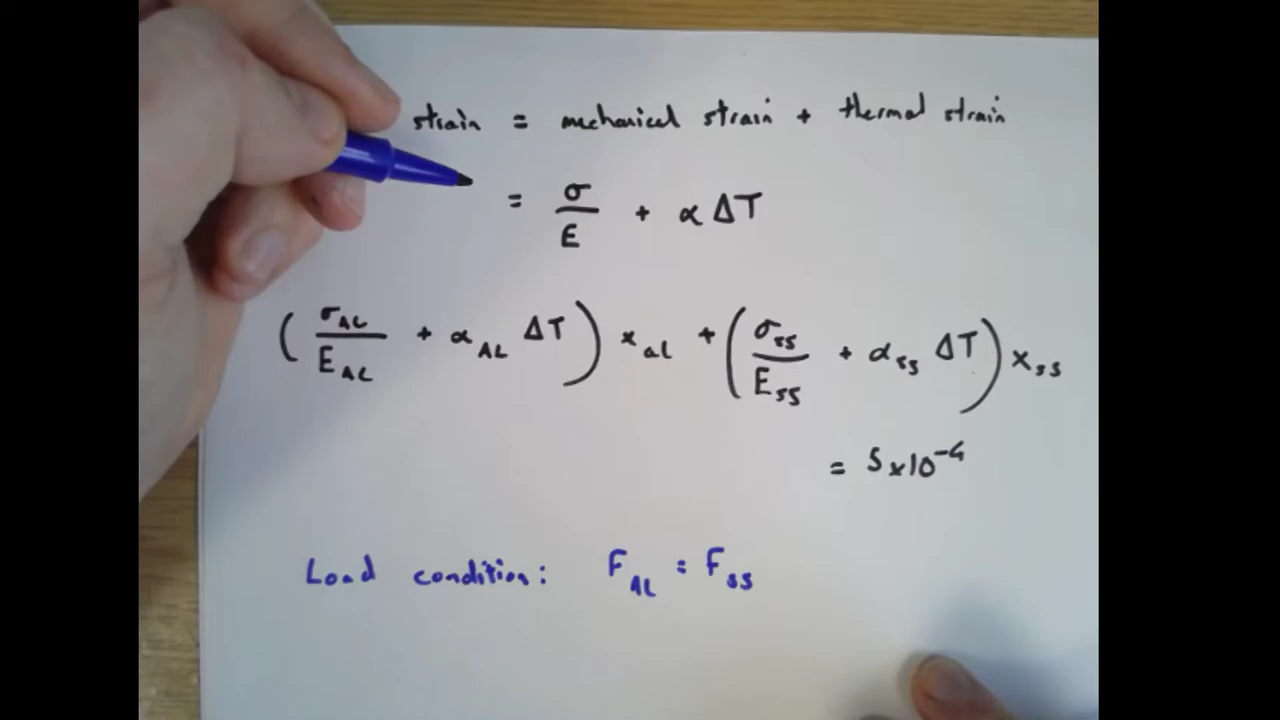 strain = mechanical strain + thermal strain
= σ/E + α ΔT
(σ_AL/E_AL + α_AL ΔT) x_al + (σ_ss/E_ss + α_ss ΔT) x_ss
= 5x10^-4
Load condition: F_AL = F_SS